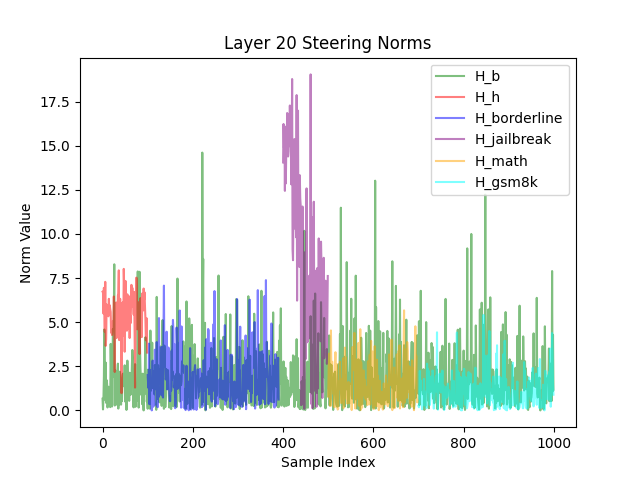 Layer 20 Steering Norms
H_b
H_h
H_borderline
H_jailbreak
H_math
H_gsm8k
Norm Value
17.5
15.0
12.5
10.0
7.5
5.0
2.5
0.0
0
200
400
600
800
1000
Sample Index